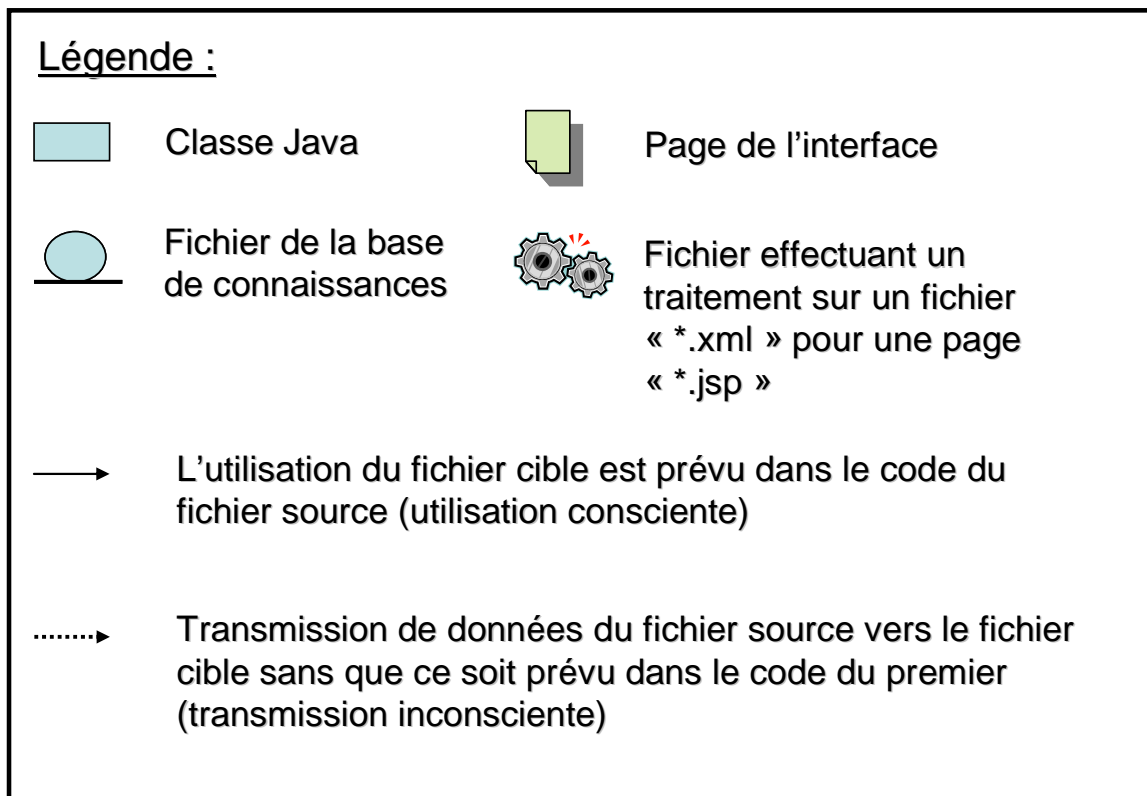 Légende :
Classe Java
Page de l’interface
Fichier de la base
de connaissances
Fichier effectuant un
traitement sur un fichier
« *.xml » pour une page
« *.jsp »
L’utilisation du fichier cible est prévu dans le code du
fichier source (utilisation consciente)
Transmission de données du fichier source vers le fichier
cible sans que ce soit prévu dans le code du premier
(transmission inconsciente)